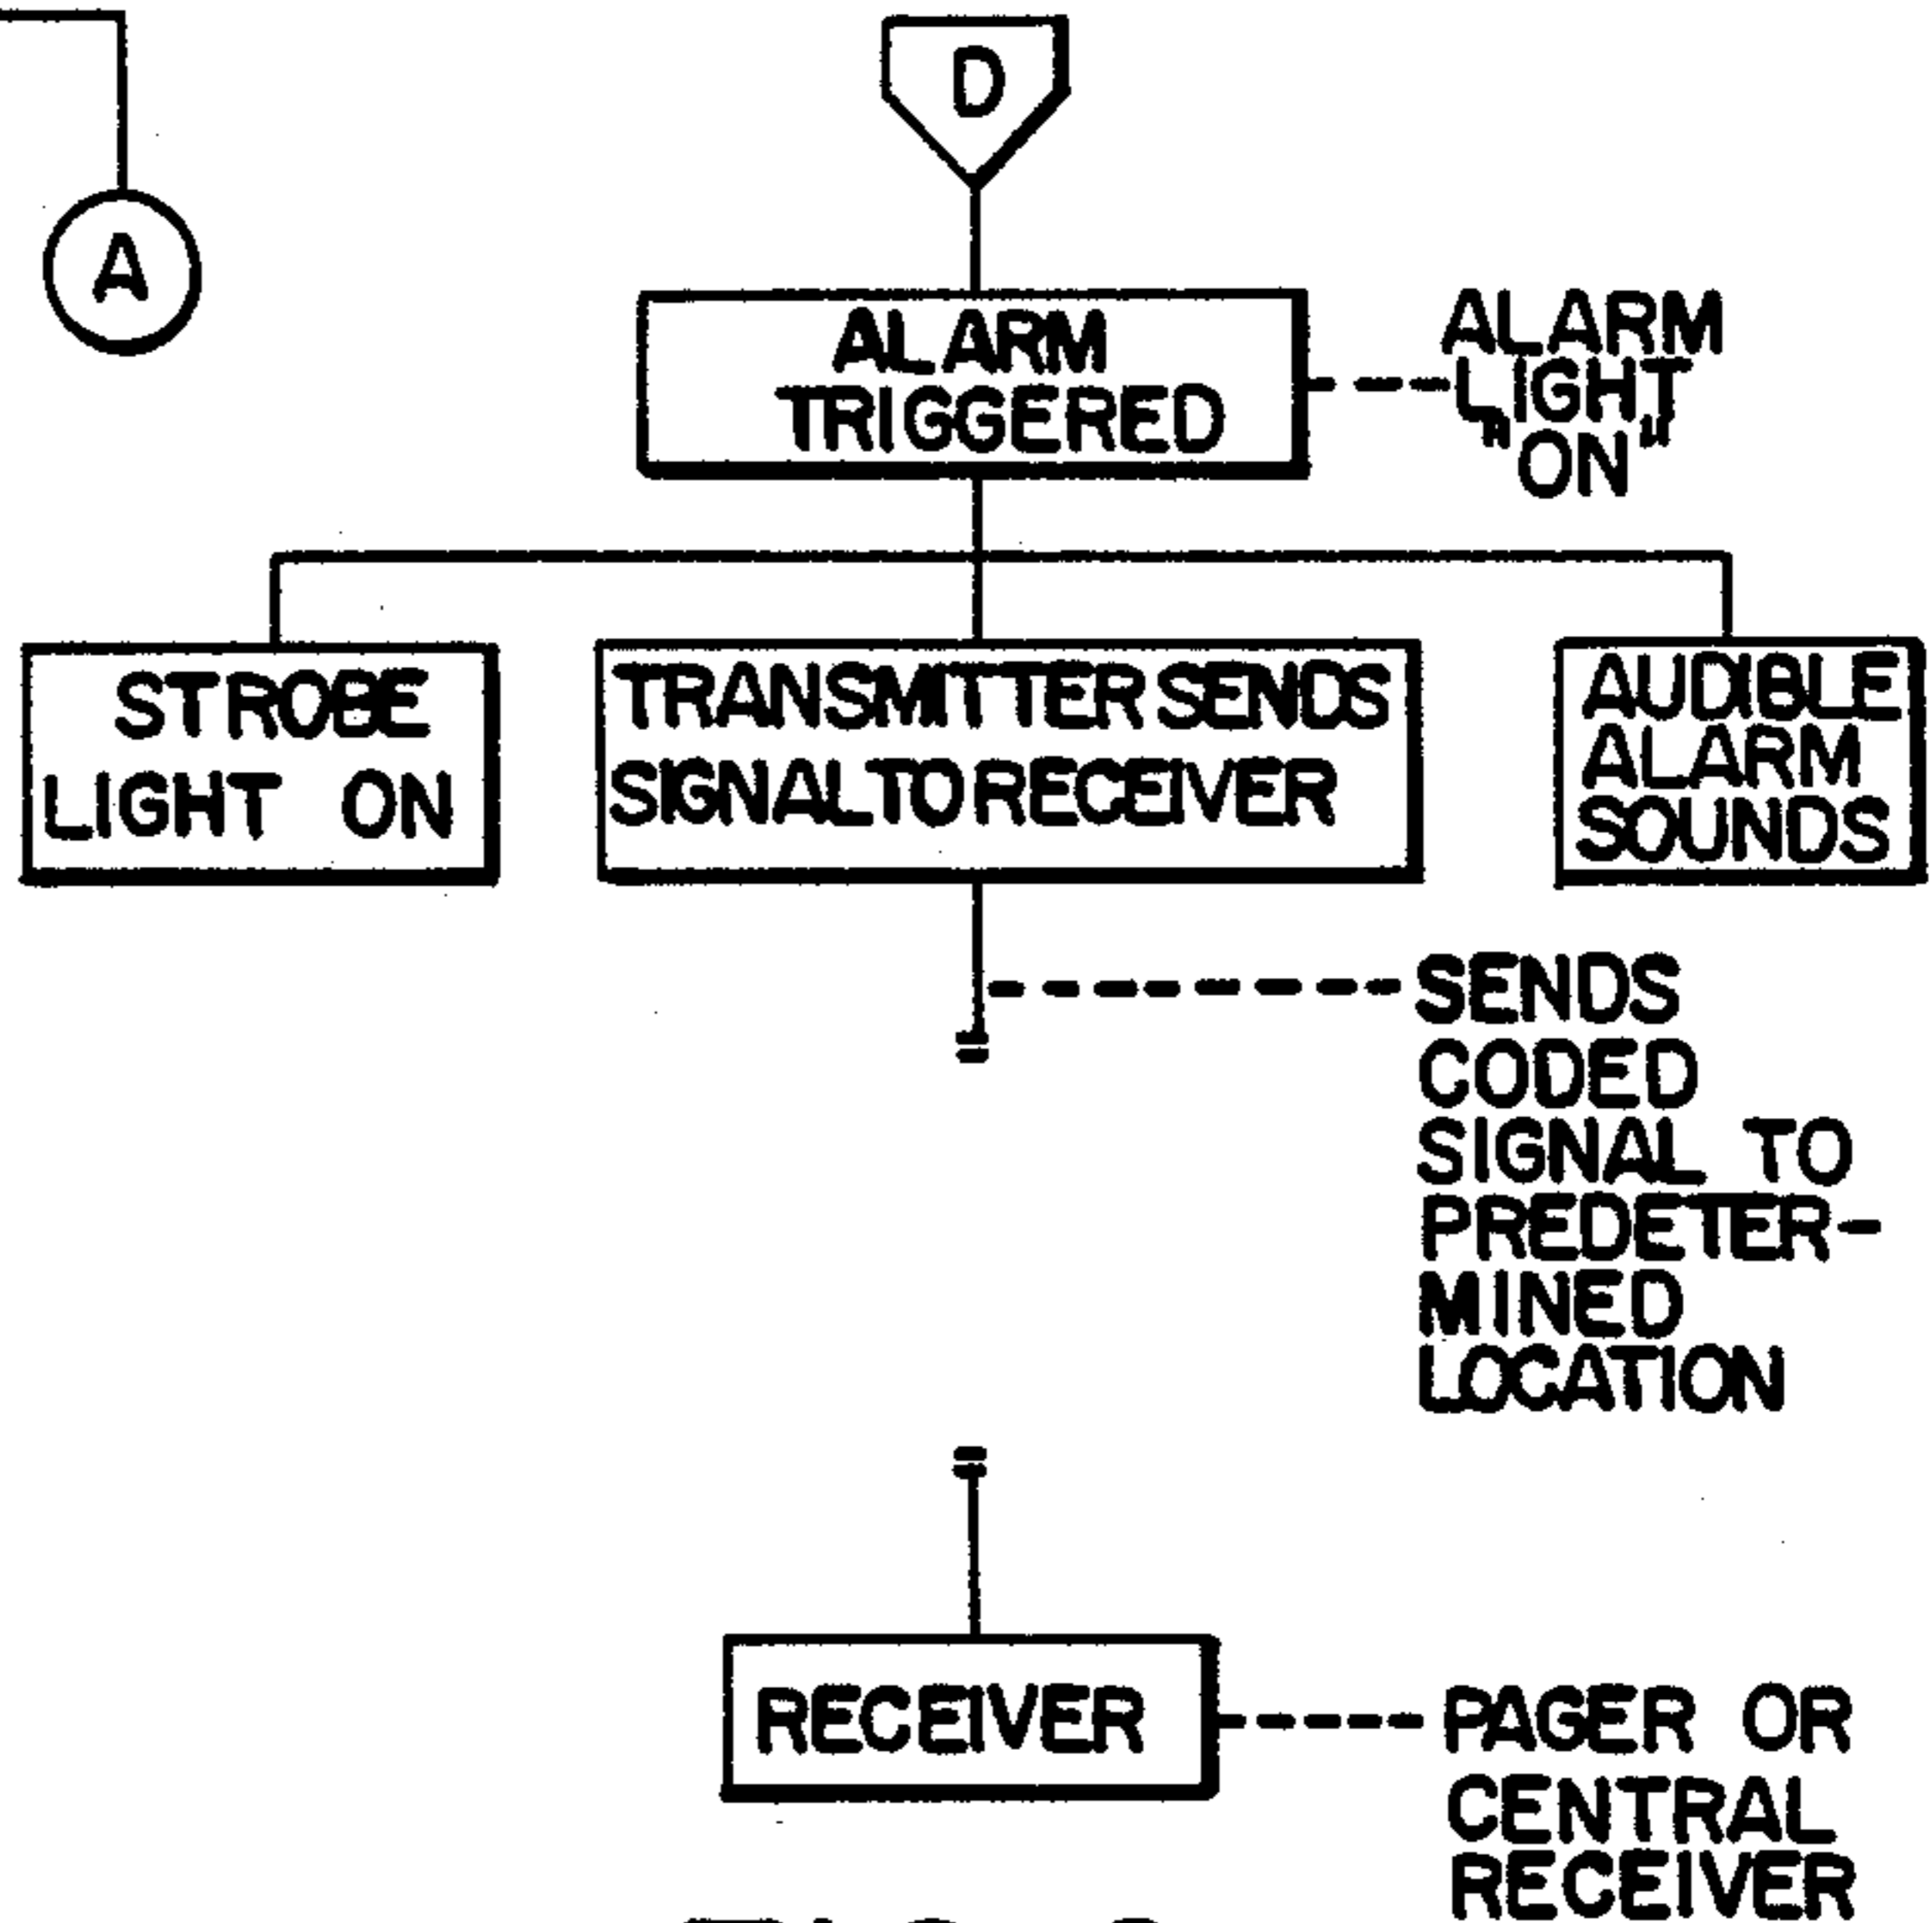 D
A
ALARM
TRIGGERED
ALARM
LIGHT
"ON"
STROBE
LIGHT ON
TRANSMITTER SENDS
SIGNAL TO RECEIVER
AUDIBLE
ALARM
SOUNDS
SENDS
CODED
SIGNAL TO
PREDETER-
MINED
LOCATION
RECEIVER
PAGER OR
CENTRAL
RECEIVER